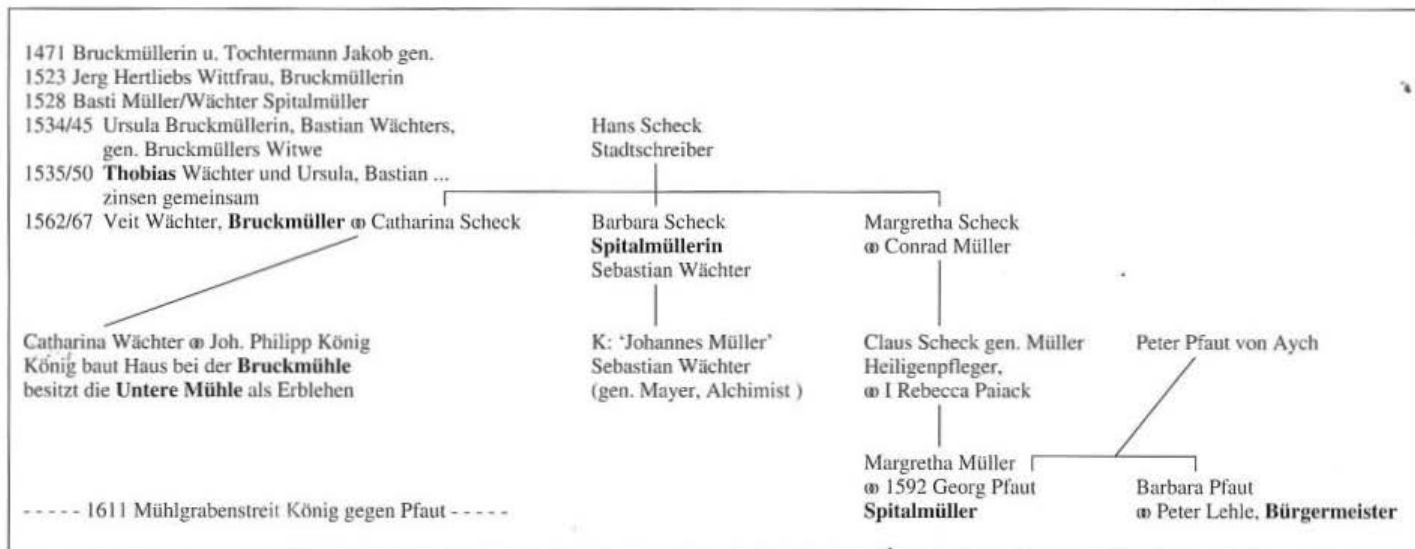 1471 Bruckmüllerin u. Tochtermann Jakob gen.
1523 Jerg Hertliebs Wittfrau, Bruckmüllerin
1528 Basti Müller/Wächter Spitalmüller
1534/45 Ursula Bruckmüllerin, Bastian Wächters,
gen. Bruckmüllers Witwe
1535/50 Thobias Wächter und Ursula, Bastian ...
zinsen gemeinsam
1562/67 Veit Wächter, Bruckmüller ⚭ Catharina Scheck
Hans Scheck
Stadtschreiber
Barbara Scheck
Spitalmüllerin
Sebastian Wächter
Margretha Scheck
⚭ Conrad Müller
Catharina Wächter ⚭ Joh. Philipp König
König baut Haus bei der Bruckmühle
besitzt die Untere Mühle als Erblehen
K: 'Johannes Müller'
Sebastian Wächter
(gen. Mayer, Alchimist )
Claus Scheck gen. Müller
Heiligenpfleger,
⚭ I Rebecca Paiack
Peter Pfaut von Aych
Margretha Müller
⚭ 1592 Georg Pfaut
Spitalmüller
Barbara Pfaut
⚭ Peter Lehle, Bürgermeister
- - - - - 1611 Mühlgrabenstreit König gegen Pfaut - - - - -